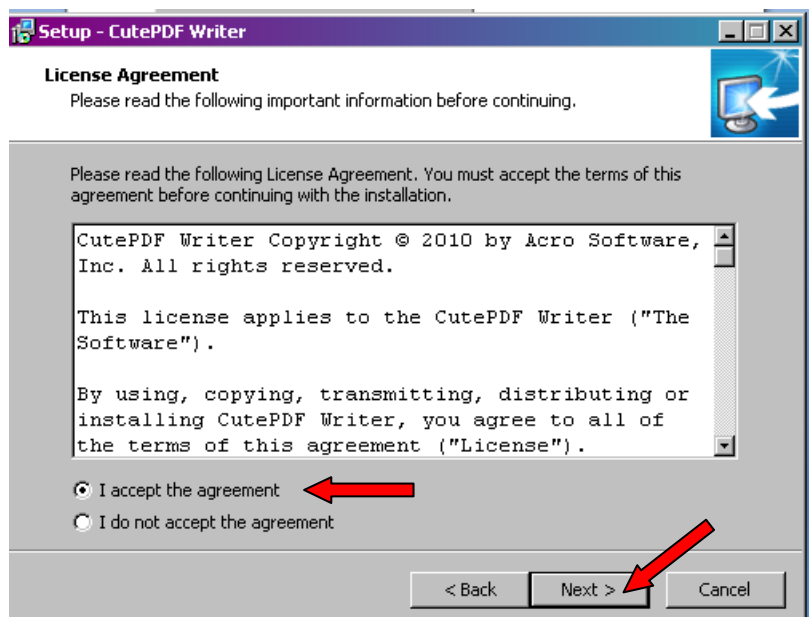 Setup - CutePDF Writer
License Agreement
Please read the following important information before continuing.
Please read the following License Agreement. You must accept the terms of this
agreement before continuing with the installation.
CutePDF Writer Copyright © 2010 by Acro Software,
Inc. All rights reserved.
This license applies to the CutePDF Writer ("The
Software").
By using, copying, transmitting, distributing or
installing CutePDF Writer, you agree to all of
the terms of this agreement ("License").
I accept the agreement
I do not accept the agreement
< Back Next > Cancel